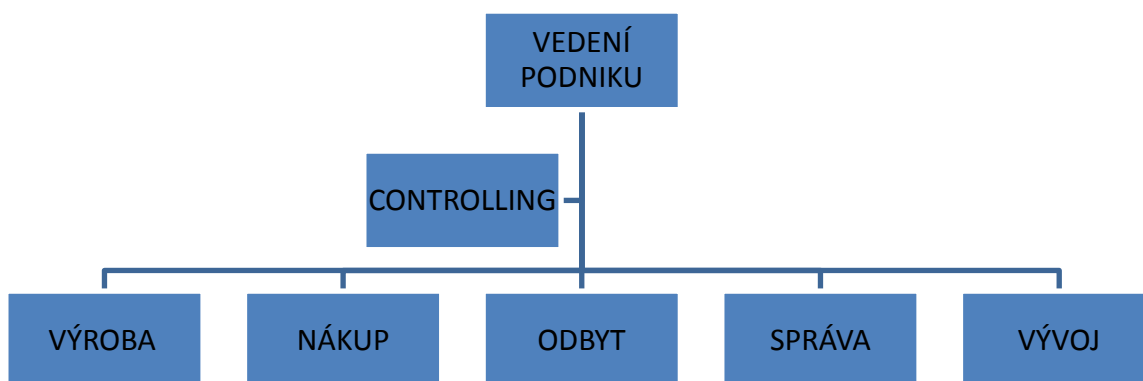 VEDENÍ
PODNIKU
CONTROLLING
VÝROBA
NÁKUP
ODBYT
SPRÁVA
VÝVOJ